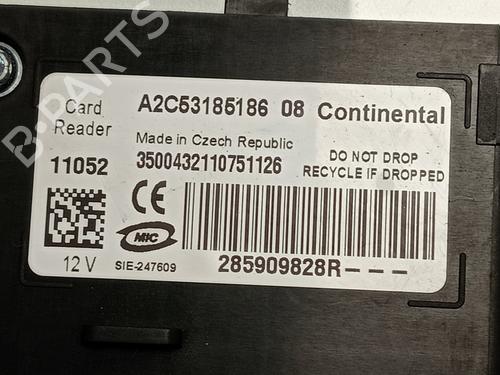 B-PARTS
Card Reader
A2C53185186 08 Continental
Made in Czech Republic
11052
3500432110751126
DO NOT DROP
RECYCLE IF DROPPED
CE
MIC
12 V
SIE-247609
285909828R---